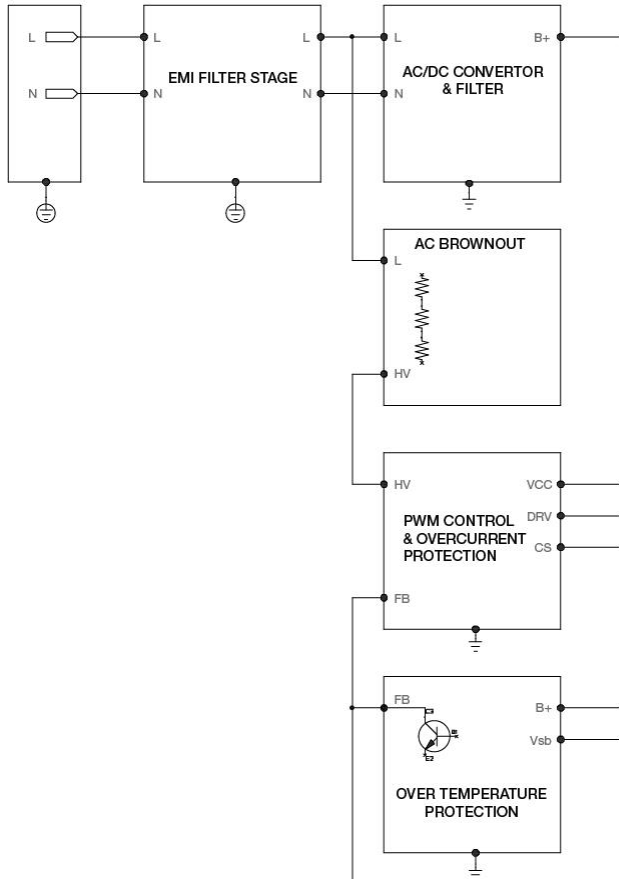 L
N
L
N
EMI FILTER STAGE
L
N
L
N
AC/DC CONVERTOR
& FILTER
B+
AC BROWNOUT
L
HV
HV
FB
PWM CONTROL
& OVERCURRENT
PROTECTION
VCC
DRV
CS
FB
B+
Vsb
E2
OVER TEMPERATURE
PROTECTION